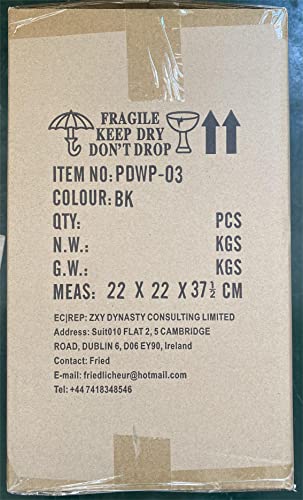 FRAGILE
KEEP DRY
DON'T DROP
ITEM NO: PDWP-03
COLOUR: BK
QTY: PCS
N.W.: KGS
G.W.: KGS
MEAS: 22 X 22 X 37½ CM
EC|REP: ZXY DYNASTY CONSULTING LIMITED
Address: Suit010 FLAT 2, 5 CAMBRIDGE
ROAD, DUBLIN 6, D06 EY90, Ireland
Contact: Fried
E-mail: friedlicheur@hotmail.com
Tel: +44 7418348546